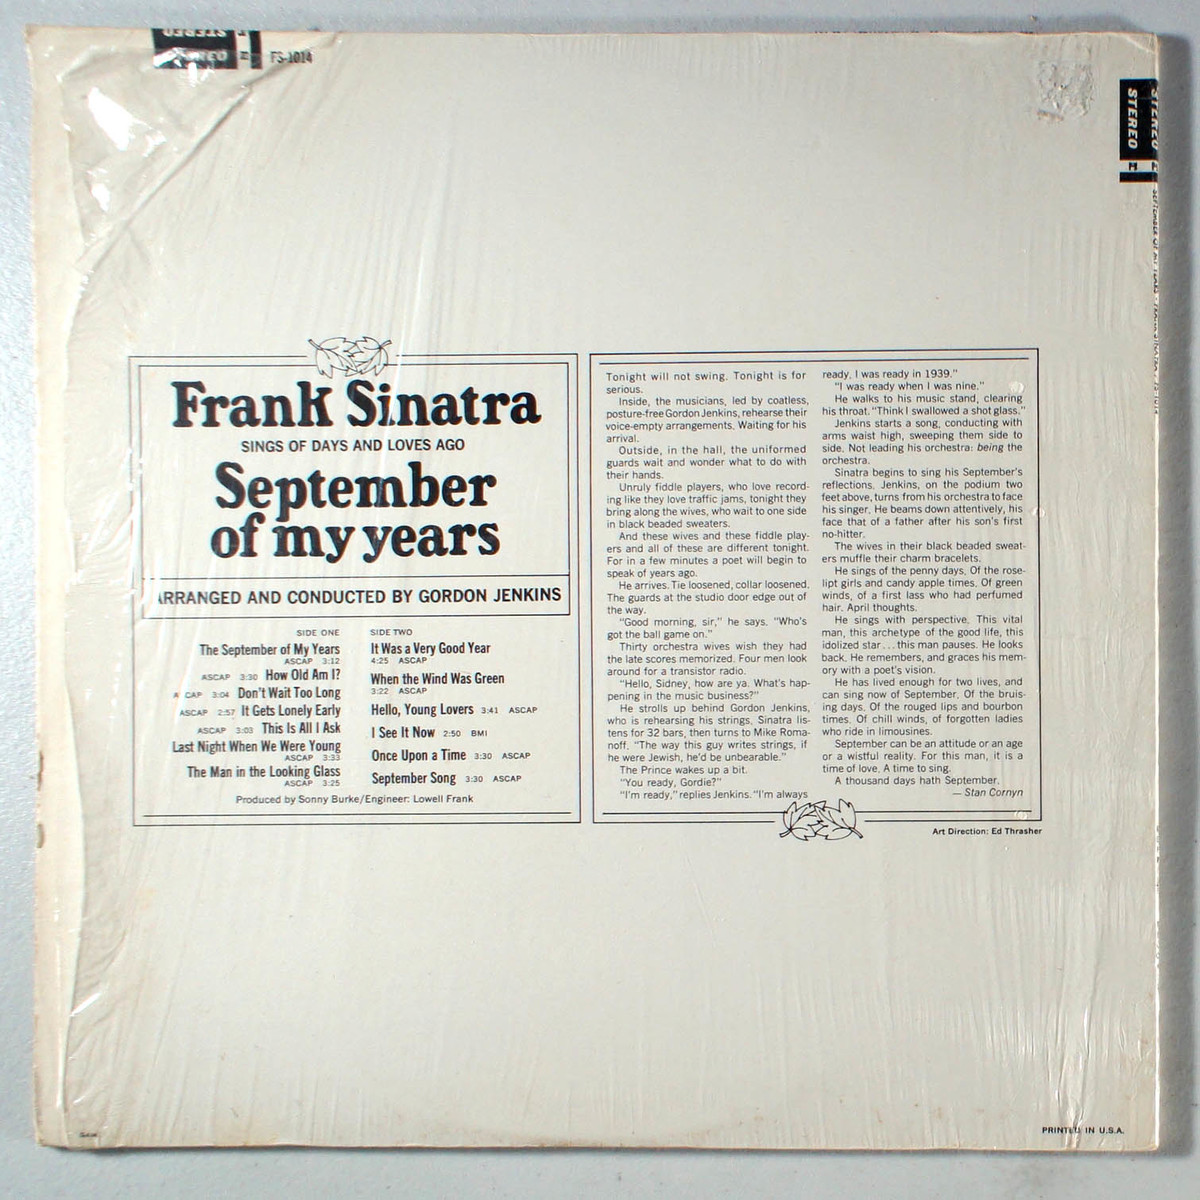 STEREO
STEREO
FS-1014
STEREO
STEREO
Frank Sinatra
SINGS OF DAYS AND LOVES AGO
September
of my years
ARRANGED AND CONDUCTED BY GORDON JENKINS
SIDE ONE
The September of My Years
ASCAP 3:12
ASCAP 3:30 How Old Am I?
A CAP 3:04 Don't Wait Too Long
ASCAP 2:57 It Gets Lonely Early
ASCAP 3:03 This Is All I Ask
Last Night When We Were Young
ASCAP 3:33
The Man in the Looking Glass
ASCAP 3:25
SIDE TWO
It Was a Very Good Year
4:25 ASCAP
When the Wind Was Green
3:22 ASCAP
Hello, Young Lovers 3:41 ASCAP
I See It Now 2:50 BMI
Once Upon a Time 3:30 ASCAP
September Song 3:30 ASCAP
Produced by Sonny Burke/Engineer: Lowell Frank
Tonight will not swing. Tonight is for
serious.
Inside, the musicians, led by coatless,
posture-free Gordon Jenkins, rehearse their
voice-empty arrangements. Waiting for his
arrival.
Outside, in the hall, the uniformed
guards wait and wonder what to do with
their hands.
Unruly fiddle players, who love record-
ing like they love traffic jams, tonight they
bring along the wives, who wait to one side
in black beaded sweaters.
And these wives and these fiddle play-
ers and all of these are different tonight.
For in a few minutes a poet will begin to
speak of years ago.
He arrives. Tie loosened, collar loosened.
The guards at the studio door edge out of
the way.
"Good morning, sir," he says. "Who's
got the ball game on."
Thirty orchestra wives wish they had
the late scores memorized. Four men look
around for a transistor radio.
"Hello, Sidney, how are ya. What's hap-
pening in the music business?"
He strolls up behind Gordon Jenkins,
who is rehearsing his strings. Sinatra lis-
tens for 32 bars, then turns to Mike Roma-
noff. "The way this guy writes strings, if
he were Jewish, he'd be unbearable."
The Prince wakes up a bit.
"You ready, Gordie?"
"I'm ready," replies Jenkins. "I'm always
ready. I was ready in 1939."
"I was ready when I was nine."
He walks to his music stand, clearing
his throat. "Think I swallowed a shot glass."
Jenkins starts a song, conducting with
arms waist high, sweeping them side to
side. Not leading his orchestra: being the
orchestra.
Sinatra begins to sing his September's
reflections. Jenkins, on the podium two
feet above, turns from his orchestra to face
his singer. He beams down attentively, his
face that of a father after his son's first
no-hitter.
The wives in their black beaded sweat-
ers muffle their charm bracelets.
He sings of the penny days. Of the rose-
lipt girls and candy apple times. Of green
winds, of a first lass who had perfumed
hair. April thoughts.
He sings with perspective. This vital
man, this archetype of the good life, this
idolized star...this man pauses. He looks
back. He remembers, and graces his mem-
ory with a poet's vision.
He has lived enough for two lives, and
can sing now of September. Of the bruis-
ing days. Of the rouged lips and bourbon
times. Of chill winds, of forgotten ladies
who ride in limousines.
September can be an attitude or an age
or a wistful reality. For this man, it is a
time of love. A time to sing.
A thousand days hath September.
— Stan Cornyn
Art Direction: Ed Thrasher
PRINTED IN U.S.A.